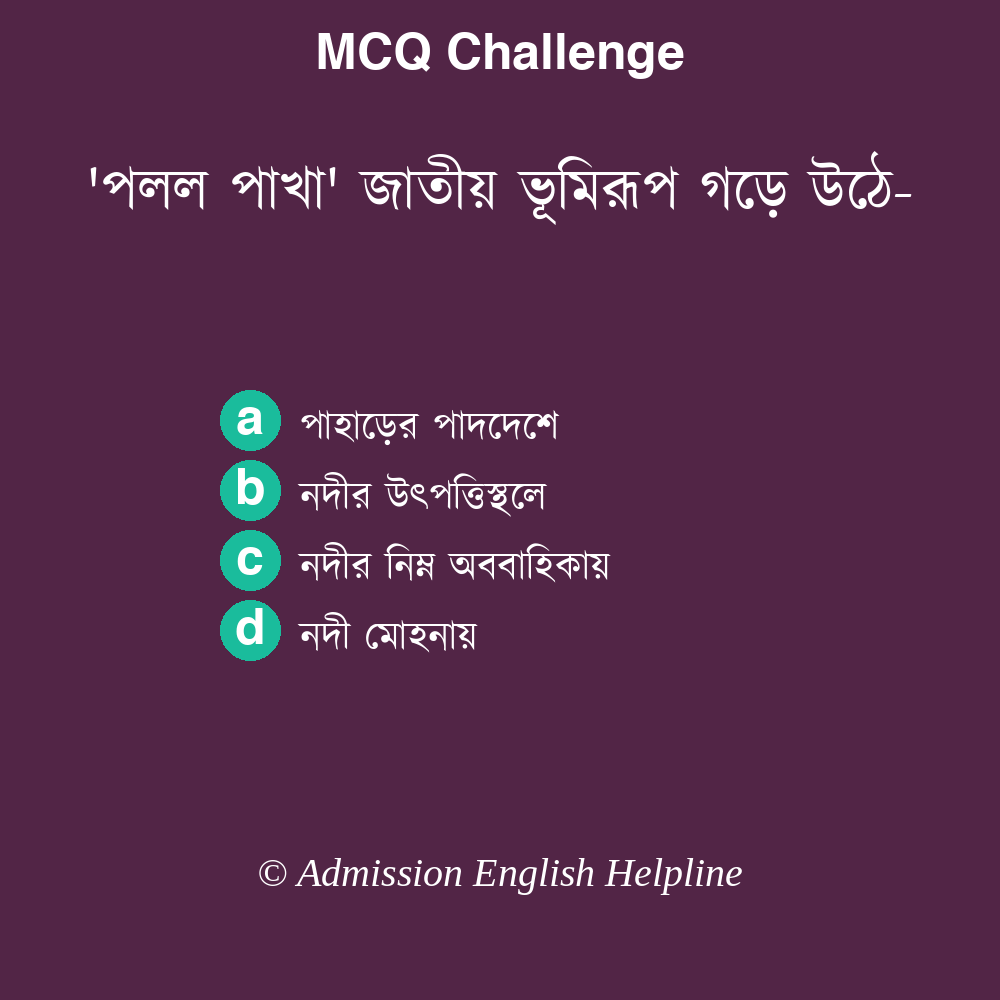 MCQ Challenge
'পলল পাখা' জাতীয় ভূমিরূপ গড়ে উঠে-
a পাহাড়ের পাদদেশে
b নদীর উৎপত্তিস্থলে
c নদীর নিম্ন অববাহিকায়
d নদী মোহনায়
© Admission English Helpline